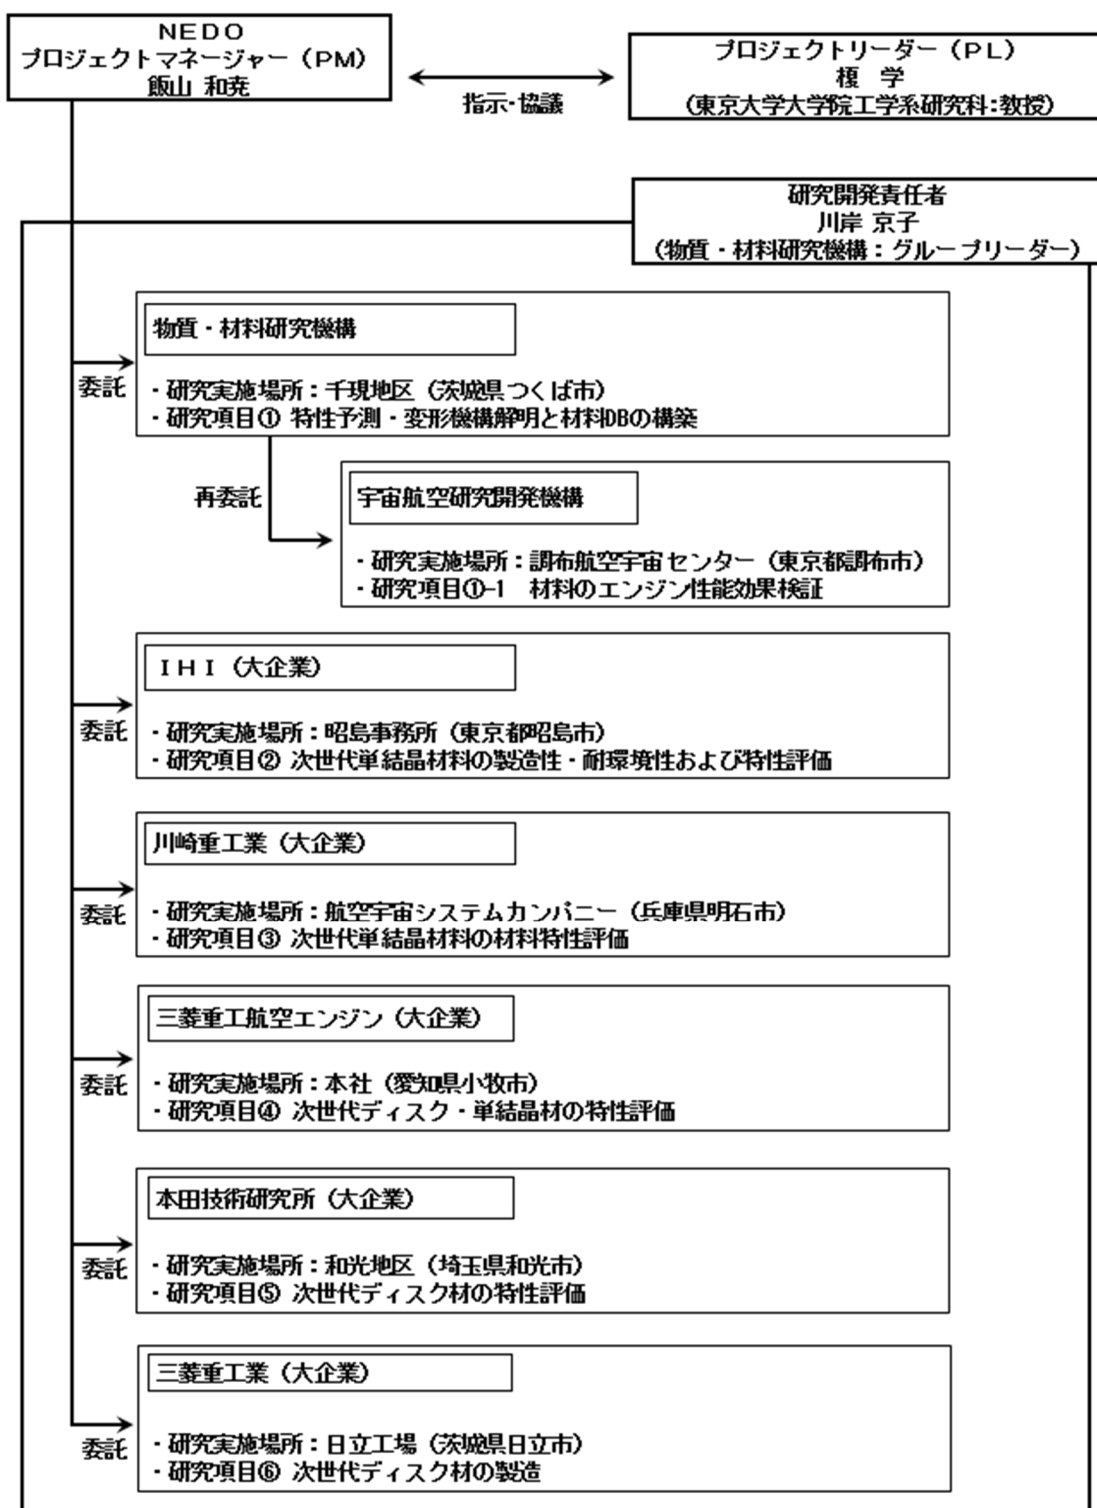 ＮＥＤＯ
プロジェクトマネージャー（ＰＭ）
飯山 和尭
指示・協議
プロジェクトリーダー（ＰＬ）
榎　学
（東京大学大学院工学系研究科：教授）
研究開発責任者
川岸 京子
（物質・材料研究機構：グループリーダー）
物質・材料研究機構
委託
・研究実施場所：千現地区（茨城県つくば市）
・研究項目① 特性予測・変形機構解明と材料DBの構築
再委託
宇宙航空研究開発機構
・研究実施場所：調布航空宇宙センター（東京都調布市）
・研究項目①-1　材料のエンジン性能効果検証
ＩＨＩ（大企業）
委託
・研究実施場所：昭島事務所（東京都昭島市）
・研究項目② 次世代単結晶材料の製造性・耐環境性および特性評価
川崎重工業（大企業）
委託
・研究実施場所：航空宇宙システムカンパニー（兵庫県明石市）
・研究項目③ 次世代単結晶材料の材料特性評価
三菱重工航空エンジン（大企業）
委託
・研究実施場所：本社（愛知県小牧市）
・研究項目④ 次世代ディスク・単結晶材の特性評価
本田技術研究所（大企業）
委託
・研究実施場所：和光地区（埼玉県和光市）
・研究項目⑤ 次世代ディスク材の特性評価
三菱重工業（大企業）
委託
・研究実施場所：日立工場（茨城県日立市）
・研究項目⑥ 次世代ディスク材の製造